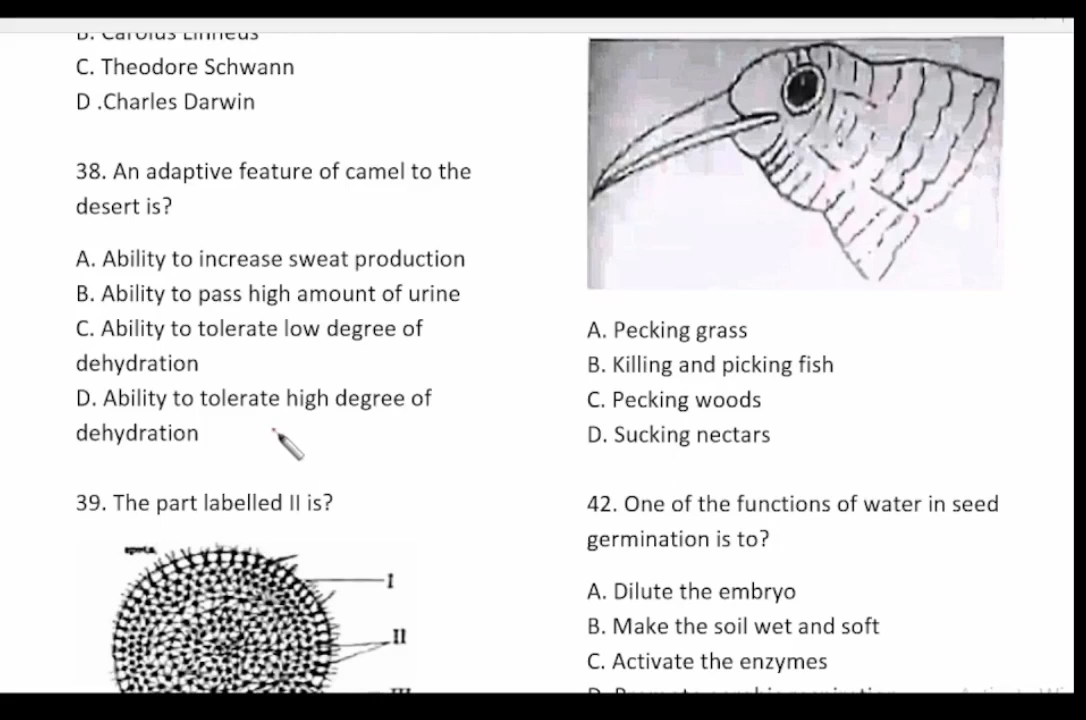 B. Carolus Linneus
C. Theodore Schwann
D .Charles Darwin
38. An adaptive feature of camel to the
desert is?
A. Ability to increase sweat production
B. Ability to pass high amount of urine
C. Ability to tolerate low degree of
dehydration
D. Ability to tolerate high degree of
dehydration
39. The part labelled II is?
I
II
III
A. Pecking grass
B. Killing and picking fish
C. Pecking woods
D. Sucking nectars
42. One of the functions of water in seed
germination is to?
A. Dilute the embryo
B. Make the soil wet and soft
C. Activate the enzymes